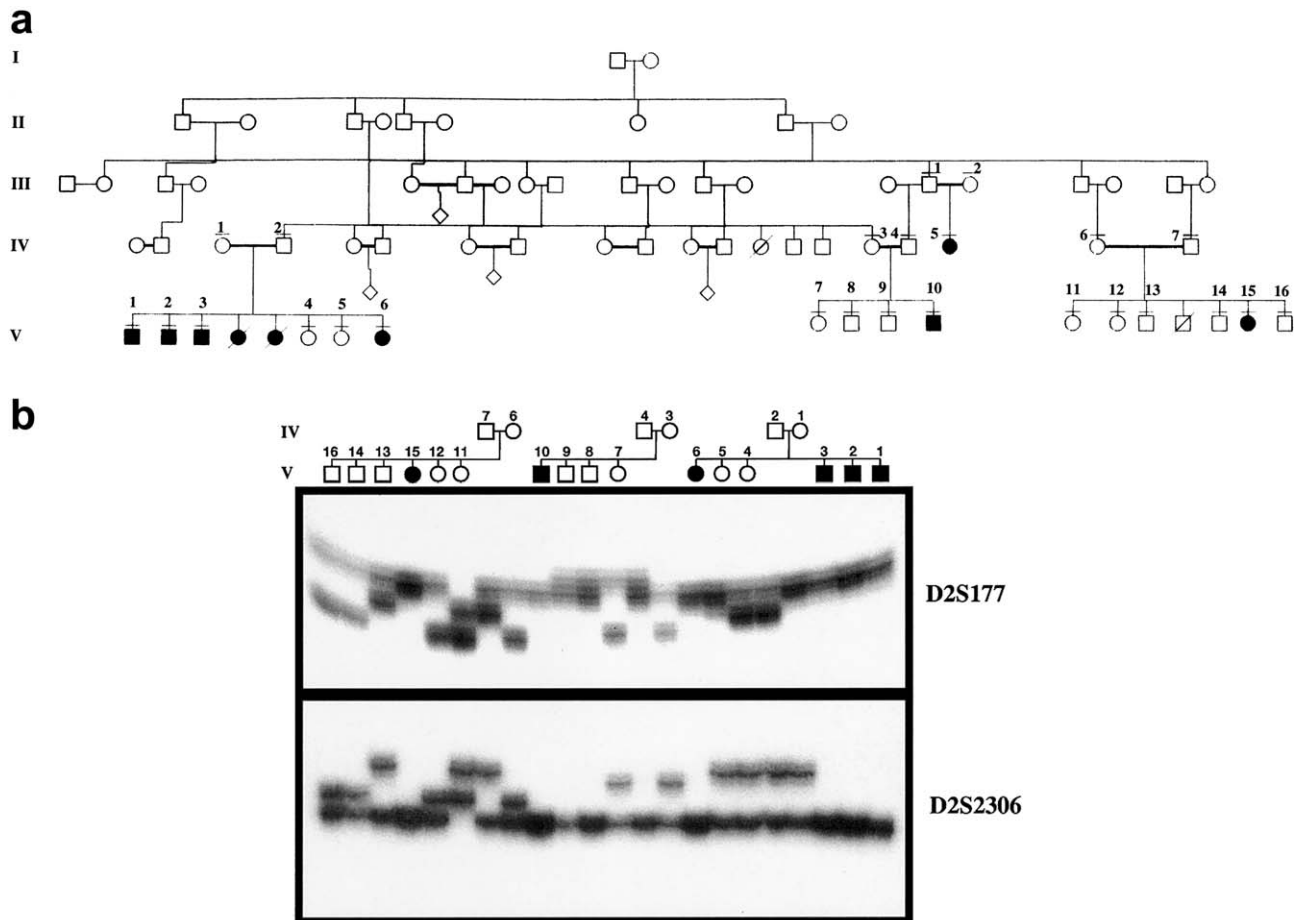 a
I
II
1 2
III
1 2 3 4 5 6 7
IV
7 8 9 10 11 12 13 14 15 16
1 2 3 4 5 6
V
b
7 6 4 3 2 1
IV
16 14 13 15 12 11 10 9 8 7 6 5 4 3 2 1
V
D2S177
D2S2306